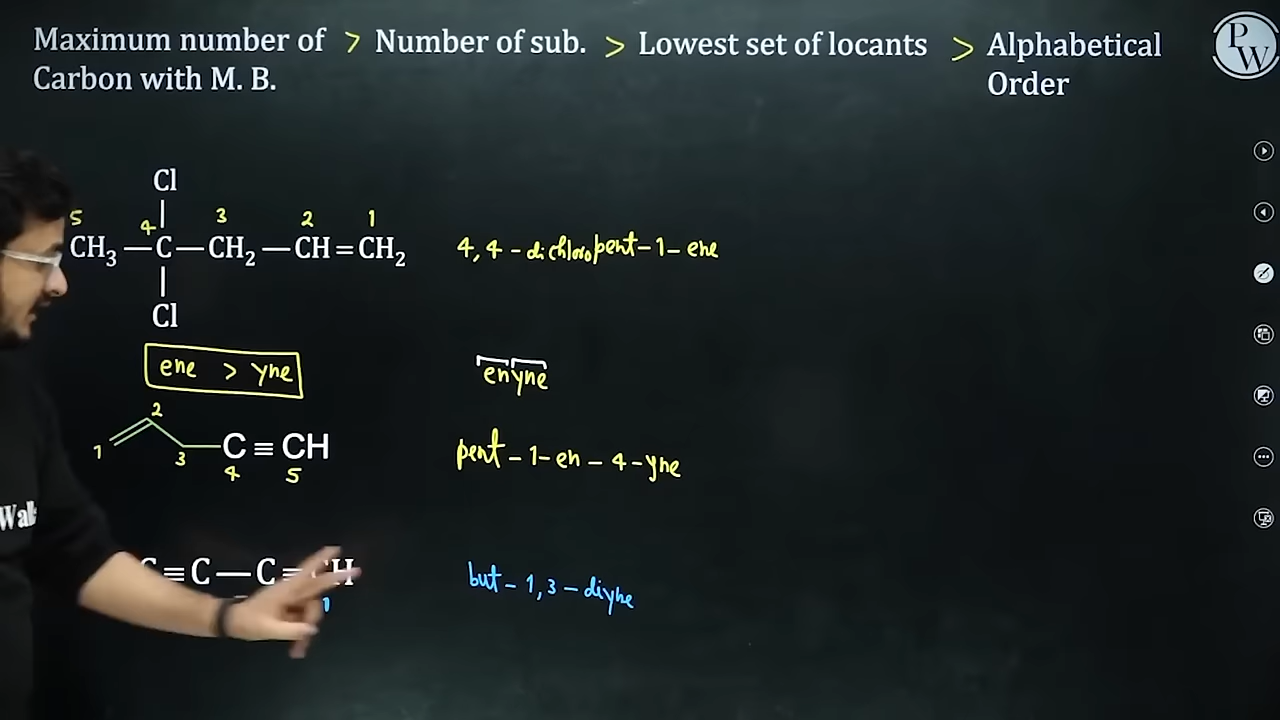 Maximum number of > Number of sub. > Lowest set of locants > Alphabetical
Carbon with M. B. Order
PW
Cl
5 4 3 2 1
CH₃ — C — CH₂ — CH = CH₂ 4,4 - dichloropent - 1 - ene
Cl
ene > yne enyne
1 2 3 C ≡ CH pent - 1 - en - 4 - yne
4 5
≡ C — C but - 1,3 - diyne
1